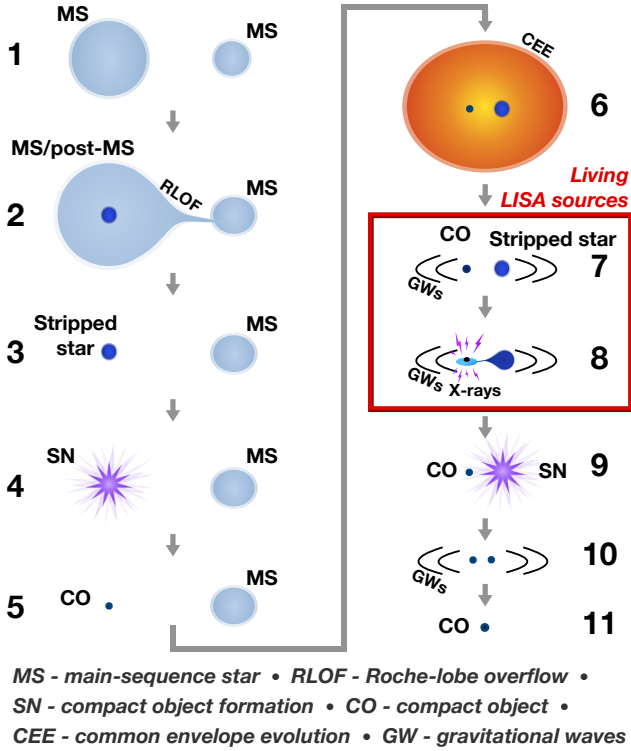 1
MS
MS
2
MS/post-MS
RLOF
MS
3
Stripped
star
MS
4
SN
MS
5
CO
MS
CEE
6
Living
LISA sources
CO
Stripped star
GWs
7
GWs
X-rays
8
CO
SN
9
GWs
10
CO
11
MS - main-sequence star • RLOF - Roche-lobe overflow •
SN - compact object formation • CO - compact object •
CEE - common envelope evolution • GW - gravitational waves